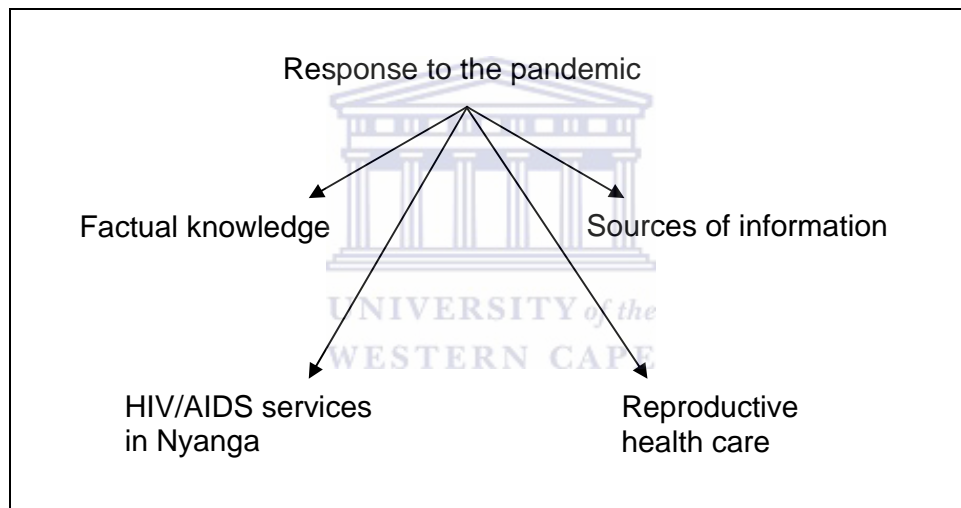 Response to the pandemic
Factual knowledge
Sources of information
UNIVERSITY of the
WESTERN CAPE
HIV/AIDS services
in Nyanga
Reproductive
health care